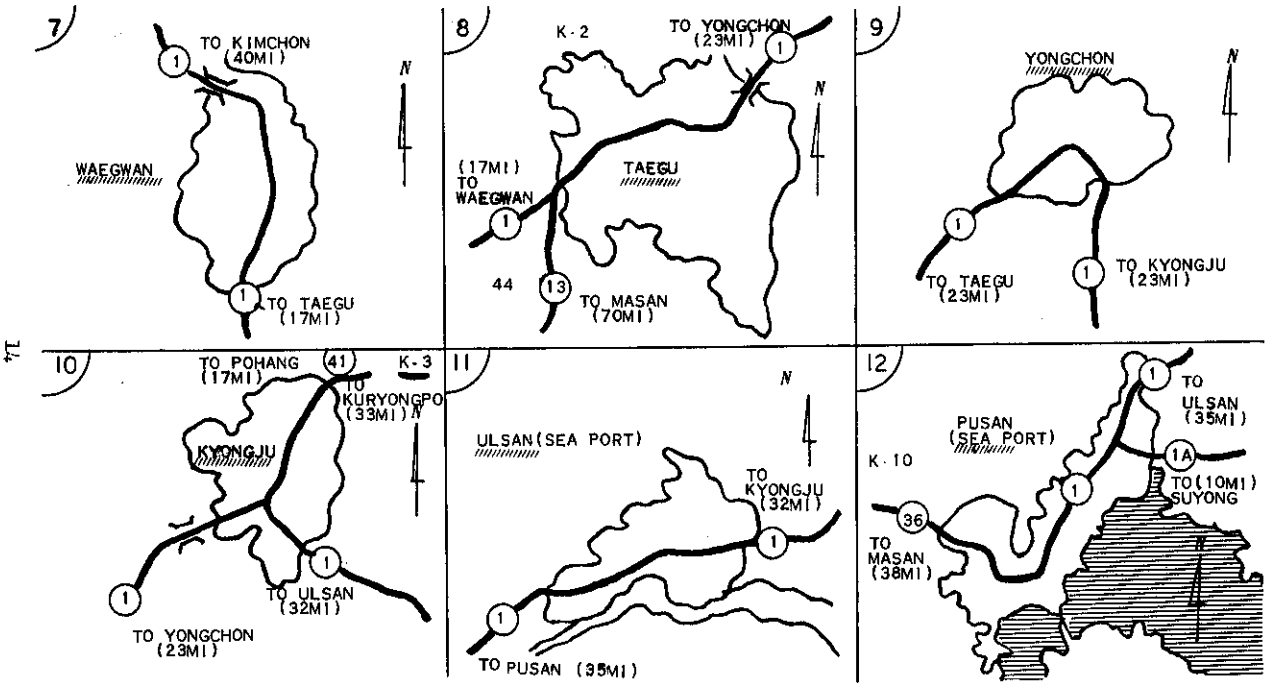 7
1
TO KIMCHON
(40MI)
N
WAEGWAN
1
TO TAEGU
(17MI)
8
K-2
TO YONGCHON
(23MI)
1
N
(17MI)
TO
WAEGWAN
TAEGU
1
44
13
TO MASAN
(70MI)
9
YONGCHON
N
1
TO TAEGU
(23MI)
1
TO KYONGJU
(23MI)
14
10
TO POHANG
(17MI)
41
K-3
TO
KURYONGPO
(33MI)
N
KYONGJU
1
TO ULSAN
(32MI)
1
TO YONGCHON
(23MI)
11
N
ULSAN(SEA PORT)
TO
KYONGJU
(32MI)
1
1
TO PUSAN (35MI)
12
1
TO
ULSAN
(35MI)
PUSAN
(SEA PORT)
K-10
1A
TO(10MI)
SUYONG
1
36
TO
MASAN
(38MI)
N